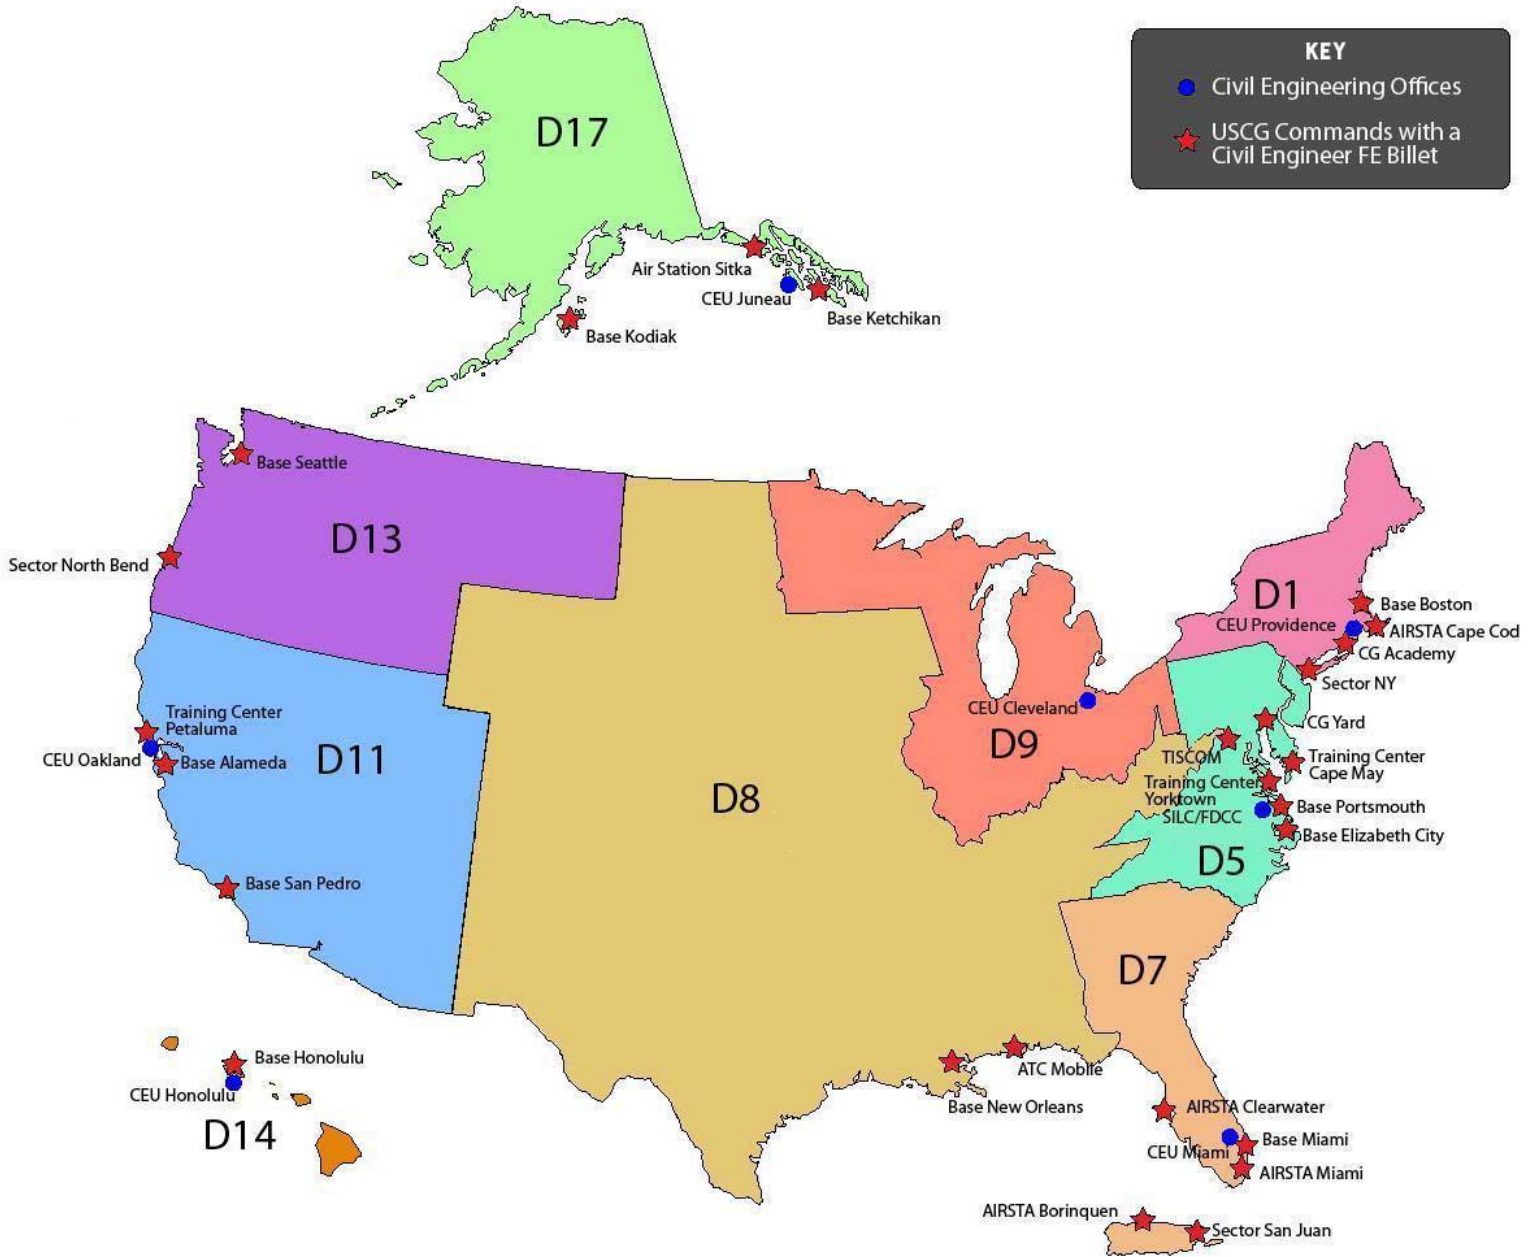 KEY
Civil Engineering Offices
USCG Commands with a
Civil Engineer FE Billet
D17
Air Station Sitka
CEU Juneau
Base Ketchikan
Base Kodiak
Base Seattle
D13
Sector North Bend
D1
Base Boston
CEU Providence
AIRSTA Cape Cod
CG Academy
Sector NY
Training Center
Petaluma
CEU Oakland
Base Alameda
D11
CEU Cleveland
D9
CG Yard
TISCOM
Training Center
Cape May
Training Center
Yorktown
SILC/FDCC
Base Portsmouth
Base Elizabeth City
D8
D5
Base San Pedro
D7
Base Honolulu
CEU Honolulu
D14
ATC Mobile
Base New Orleans
AIRSTA Clearwater
CEU Miami
Base Miami
AIRSTA Miami
AIRSTA Borinquen
Sector San Juan